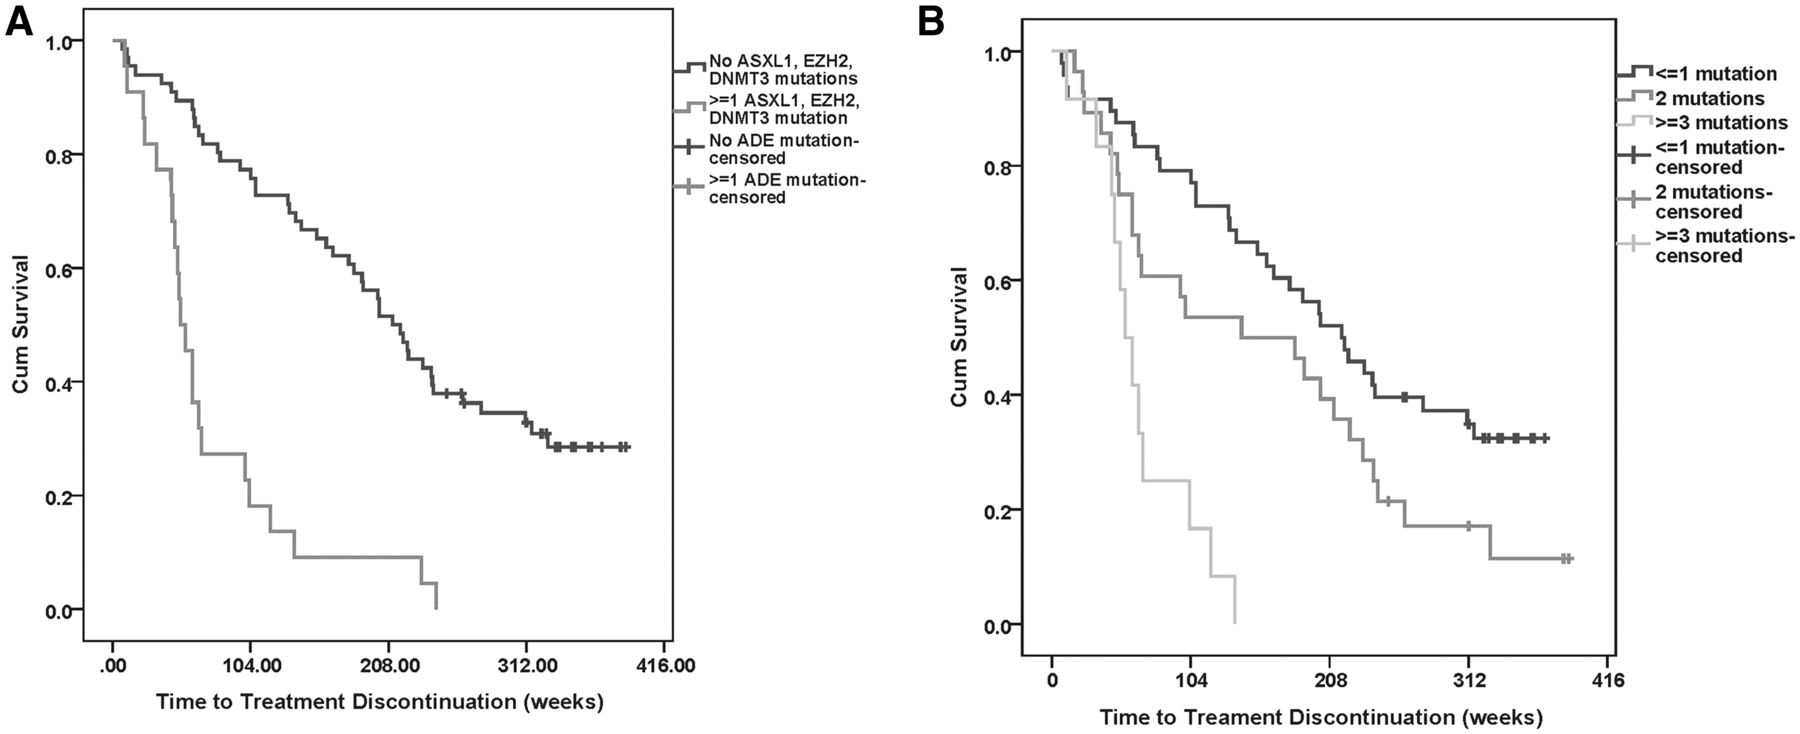 A
1.0
0.8
0.6
0.4
0.2
0.0
Cum Survival
.00
104.00
208.00
312.00
416.00
Time to Treatment Discontinuation (weeks)
No ASXL1, EZH2,
DNMT3 mutations
>=1 ASXL1, EZH2,
DNMT3 mutation
No ADE mutation-
censored
>=1 ADE mutation-
censored
B
1.0
0.8
0.6
0.4
0.2
0.0
Cum Survival
0
104
208
312
416
Time to Treament Discontinuation (weeks)
<=1 mutation
2 mutations
>=3 mutations
<=1 mutation-
censored
2 mutations-
censored
>=3 mutations-
censored